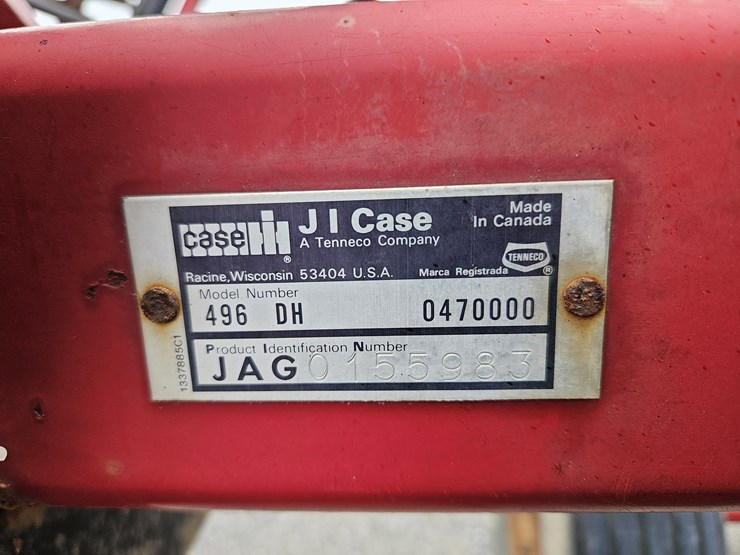 case IH ®
J I Case
A Tenneco Company
Made
In Canada
TENNECO ®
Racine, Wisconsin 53404 U.S.A.
Marca Registrada
Model Number
496 DH 0470000
Product Identification Number
JAG0155983
1337885C1